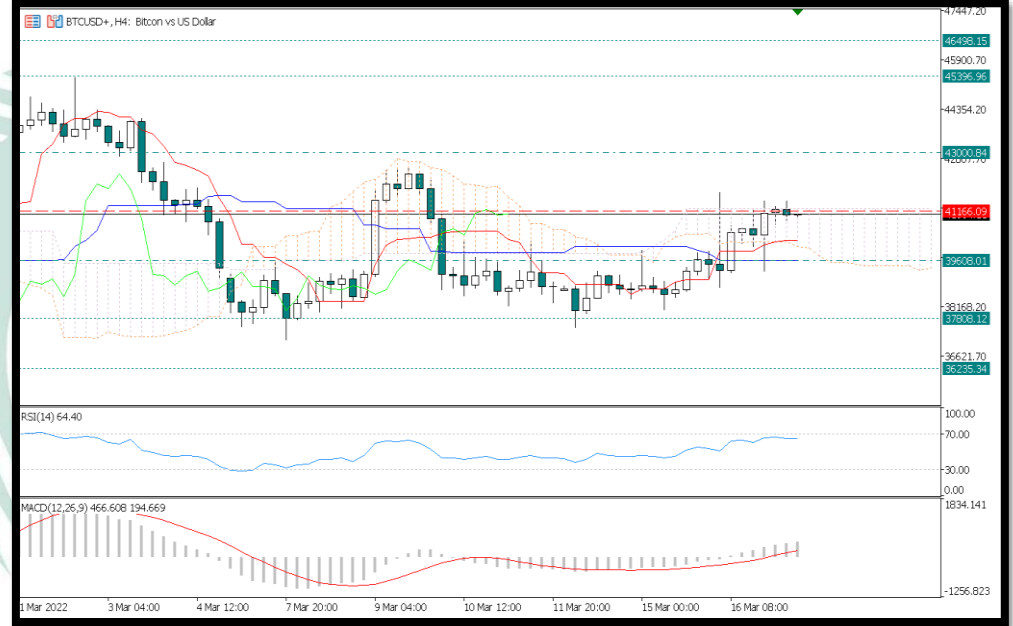 BTCUSD+, H4: Bitcoin vs US Dollar
47447.20
46498.15
45900.70
45396.96
44354.20
43000.84
41166.09
39608.01
38168.20
37808.12
36621.70
36235.34
RSI(14) 64.40
100.00
70.00
30.00
0.00
MACD(12,26,9) 466.608 194.669
1834.141
-1256.823
1 Mar 2022
3 Mar 04:00
4 Mar 12:00
7 Mar 20:00
9 Mar 04:00
10 Mar 12:00
11 Mar 20:00
15 Mar 00:00
16 Mar 08:00